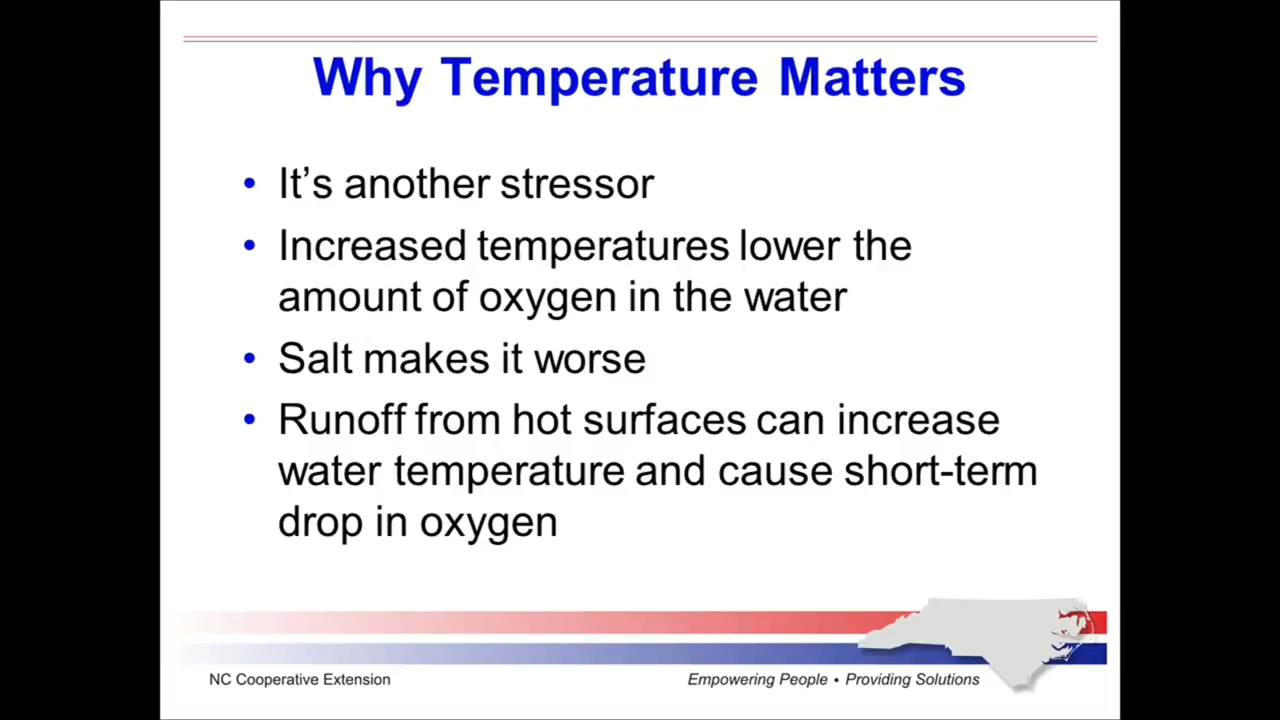 Why Temperature Matters
• It’s another stressor
• Increased temperatures lower the
amount of oxygen in the water
• Salt makes it worse
• Runoff from hot surfaces can increase
water temperature and cause short-term
drop in oxygen
NC Cooperative Extension
Empowering People • Providing Solutions